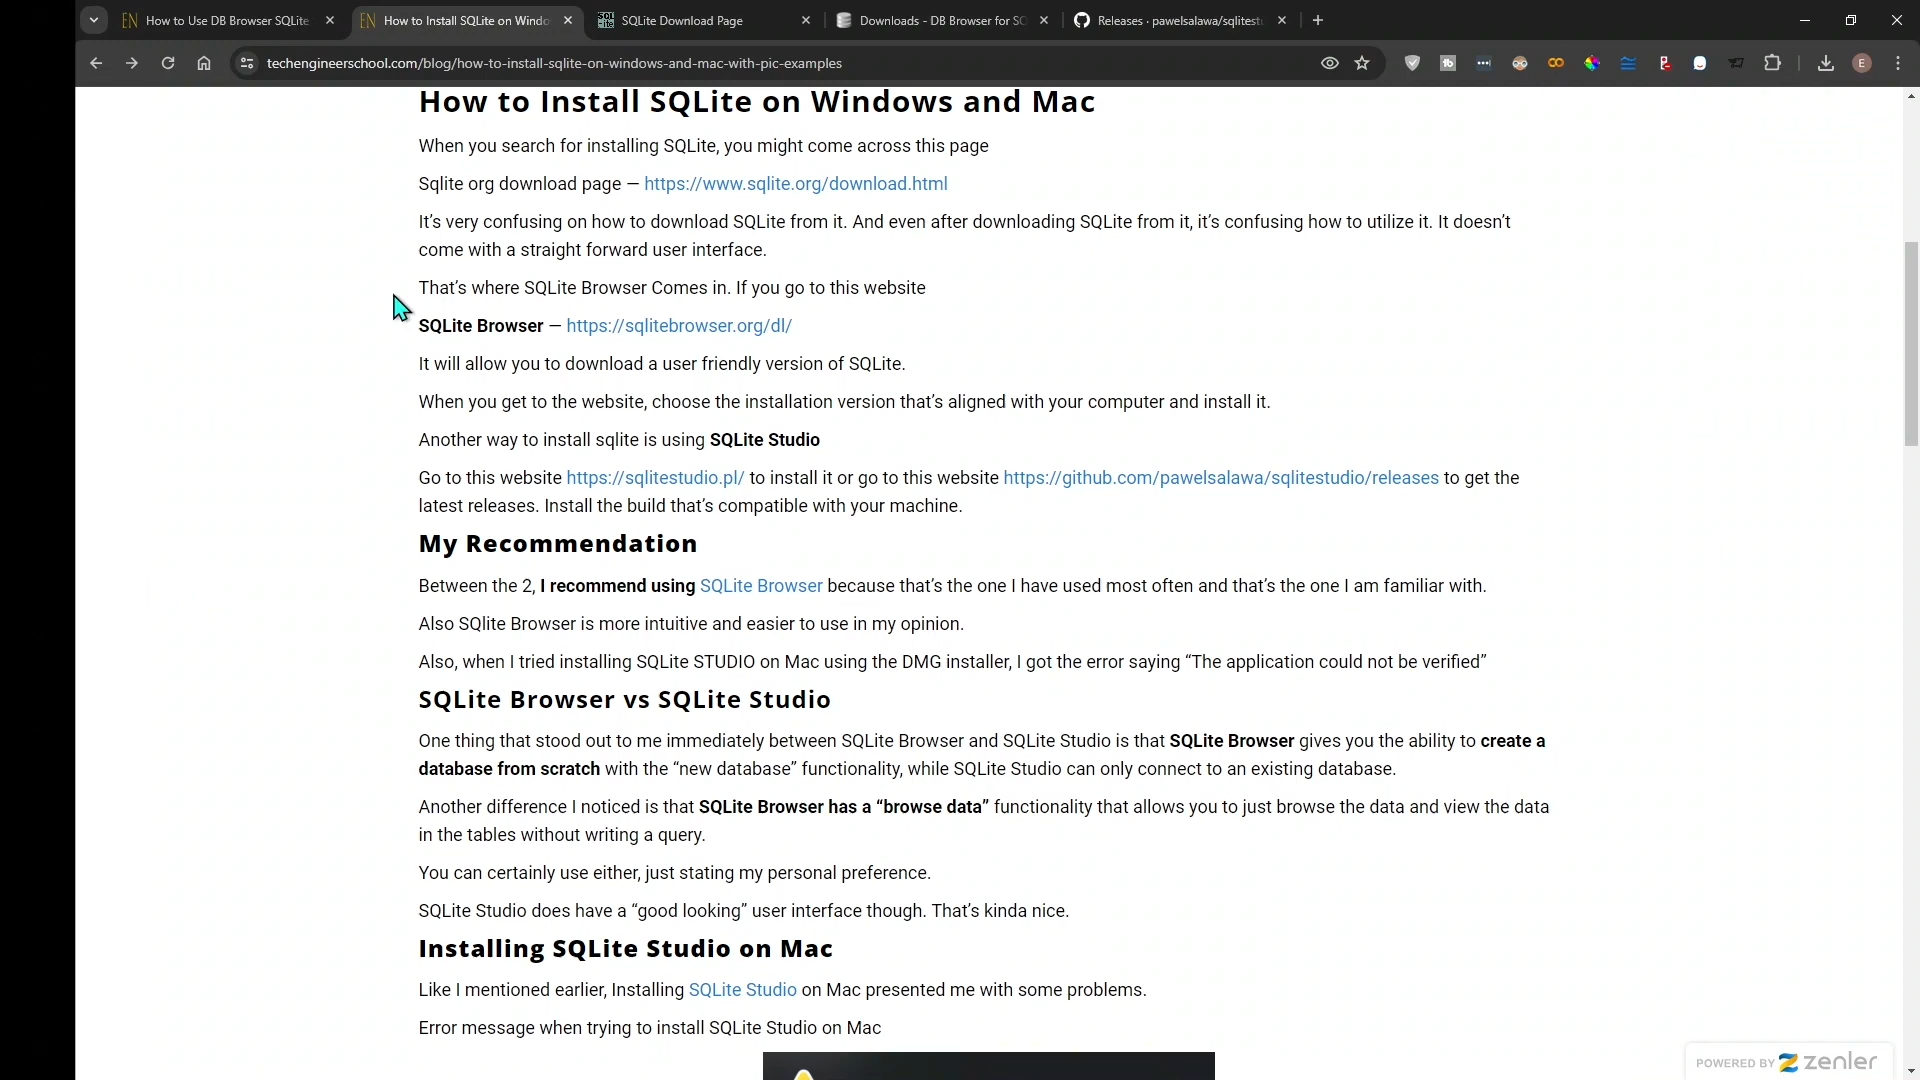 How to Use DB Browser SQLite
How to Install SQLite on Windo
SQLite Download Page
Downloads - DB Browser for SQ
Releases · pawelsalawa/sqlitest
techengineerschool.com/blog/how-to-install-sqlite-on-windows-and-mac-with-pic-examples
E
How to Install SQLite on Windows and Mac
When you search for installing SQLite, you might come across this page
Sqlite org download page — https://www.sqlite.org/download.html
It’s very confusing on how to download SQLite from it. And even after downloading SQLite from it, it’s confusing how to utilize it. It doesn’t
come with a straight forward user interface.
That’s where SQLite Browser Comes in. If you go to this website
SQLite Browser — https://sqlitebrowser.org/dl/
It will allow you to download a user friendly version of SQLite.
When you get to the website, choose the installation version that’s aligned with your computer and install it.
Another way to install sqlite is using SQLite Studio
Go to this website https://sqlitestudio.pl/ to install it or go to this website https://github.com/pawelsalawa/sqlitestudio/releases to get the
latest releases. Install the build that’s compatible with your machine.
My Recommendation
Between the 2, I recommend using SQLite Browser because that’s the one I have used most often and that’s the one I am familiar with.
Also SQlite Browser is more intuitive and easier to use in my opinion.
Also, when I tried installing SQLite STUDIO on Mac using the DMG installer, I got the error saying “The application could not be verified”
SQLite Browser vs SQLite Studio
One thing that stood out to me immediately between SQLite Browser and SQLite Studio is that SQLite Browser gives you the ability to create a
database from scratch with the “new database” functionality, while SQLite Studio can only connect to an existing database.
Another difference I noticed is that SQLite Browser has a “browse data” functionality that allows you to just browse the data and view the data
in the tables without writing a query.
You can certainly use either, just stating my personal preference.
SQLite Studio does have a “good looking” user interface though. That’s kinda nice.
Installing SQLite Studio on Mac
Like I mentioned earlier, Installing SQLite Studio on Mac presented me with some problems.
Error message when trying to install SQLite Studio on Mac
POWERED BY zenler